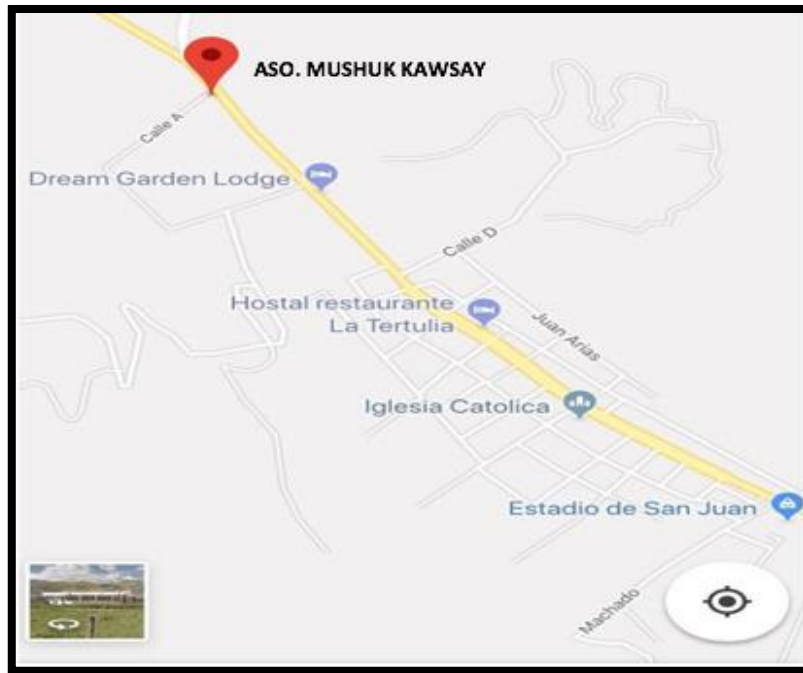 ASO. MUSHUK KAWSAY
Calle A
Dream Garden Lodge
Calle D
Hostal restaurante
La Tertulia
Juan Arias
Iglesia Catolica
Estadio de San Juan
Machado